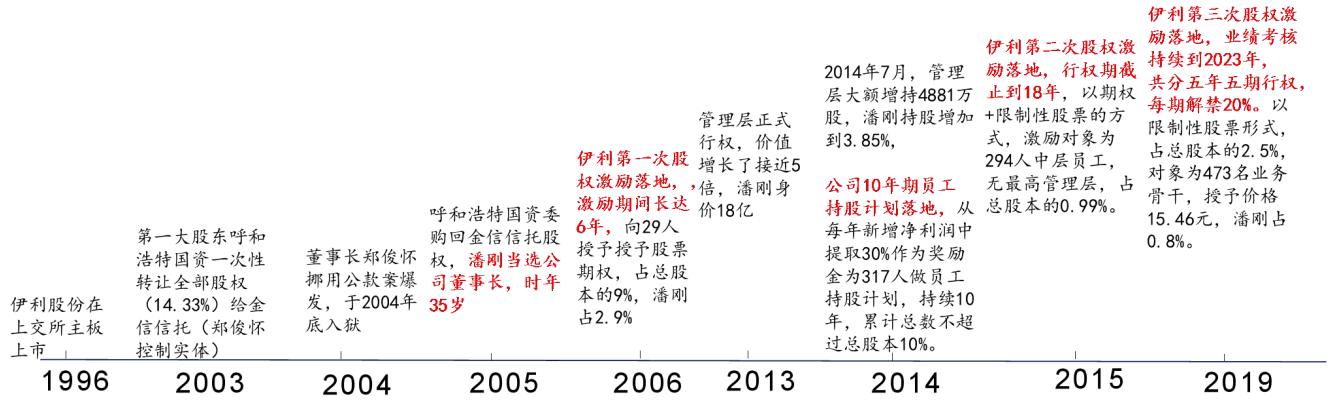 伊利股份在
上交所主板
上市
第一大股东呼和
浩特国资一次性
转让全部股权
（14.33%）给金
信信托（郑俊怀
控制实体）
董事长郑俊怀
挪用公款案爆
发，于2004年
底入狱
呼和浩特国资委
购回金信信托股
权，潘刚当选公
司董事长，时年
35岁
伊利第一次股
权激励落地，，
激励期间长达
6年，向29人
授予授予股票
期权，占总股
本的9%，潘刚
占2.9%
管理层正式
行权，价值
增长了接近5
倍，潘刚身
价18亿
2014年7月，管理
层大额增持4881万
股，潘刚持股增加
到3.85%，
公司10年期员工
持股计划落地，从
每年新增净利润中
提取30%作为奖励
金为317人做员工
持股计划，持续10
年，累计总数不超
过总股本10%。
伊利第二次股权激
励落地，行权期截
止到18年，以期权
+限制性股票的方
式，激励对象为
294人中层员工，
无最高管理层，占
总股本的0.99%。
伊利第三次股权激
励落地，业绩考核
持续到2023年，
共分五年五期行权，
每期解禁20%。以
限制性股票形式，
占总股本的2.5%，
对象为473名业务
骨干，授予价格
15.46元，潘刚占
0.8%。
1996
2003
2004
2005
2006
2013
2014
2015
2019